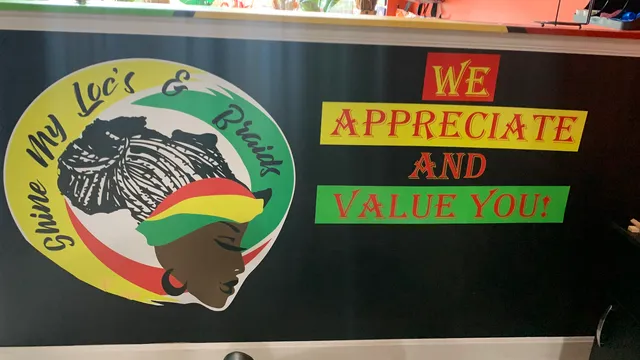 Shine My Loc's & Braids
WE
APPRECIATE
AND
VALUE YOU!